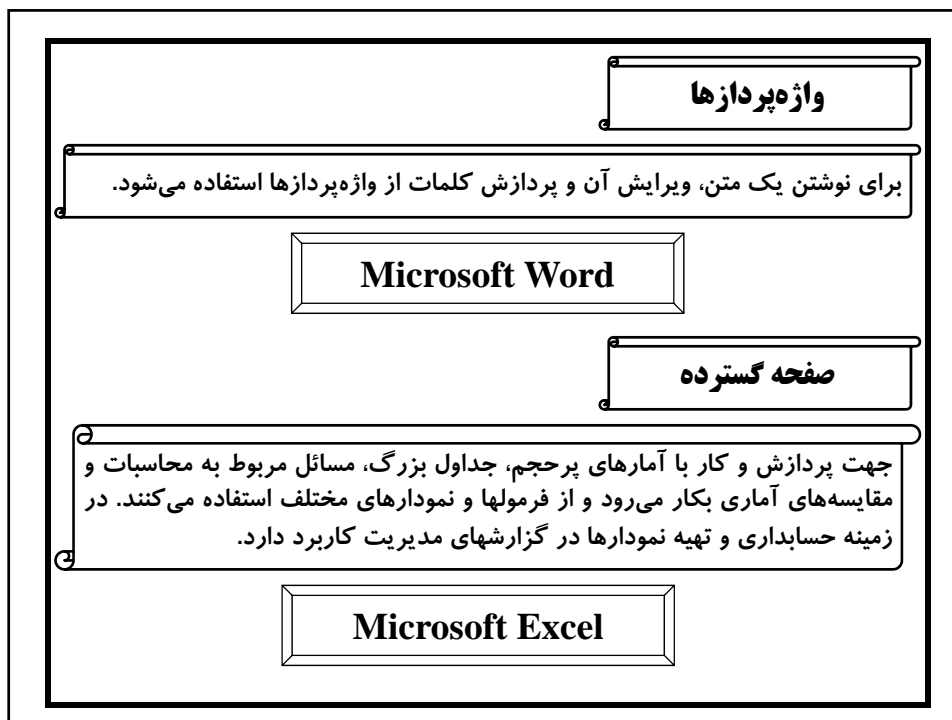 واژه‌پردازها
برای نوشتن یک متن، ویرایش آن و پردازش کلمات از واژه‌پردازها استفاده می‌شود.
Microsoft Word
صفحه گسترده
جهت پردازش و کار با آمارهای پرحجم، جداول بزرگ، مسائل مربوط به محاسبات و
مقایسه‌های آماری بکار می‌رود و از فرمولها و نمودارهای مختلف استفاده می‌کنند. در
زمینه حسابداری و تهیه نمودارها در گزارشهای مدیریت کاربرد دارد.
Microsoft Excel